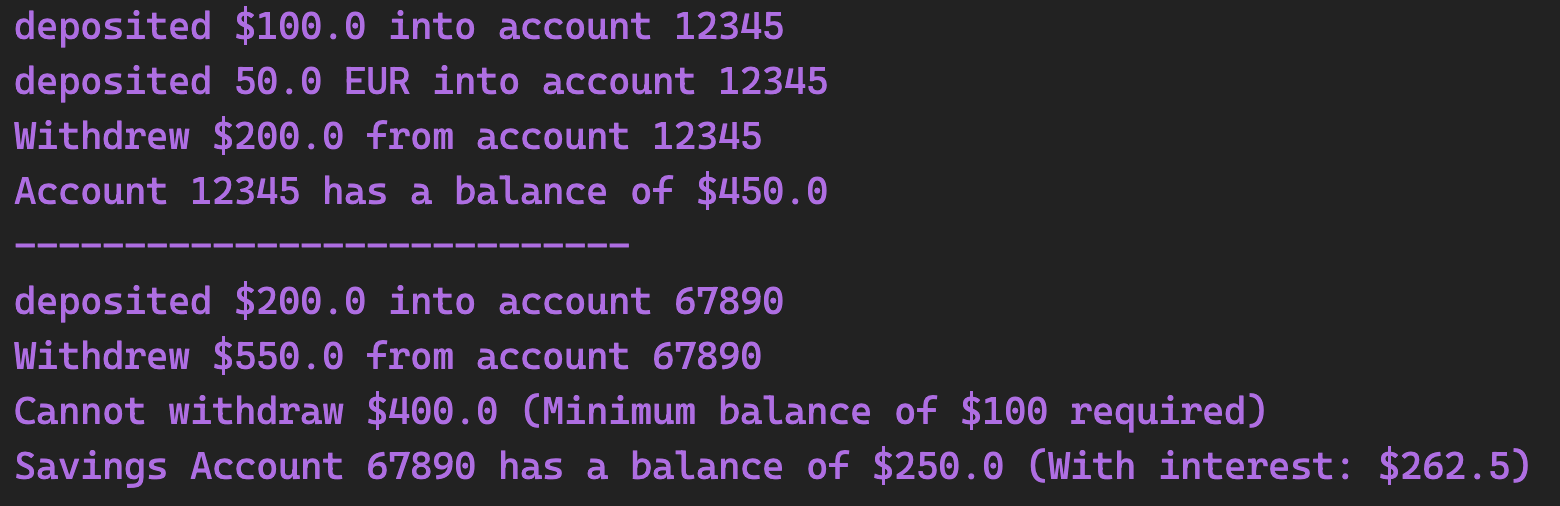 deposited $100.0 into account 12345
deposited 50.0 EUR into account 12345
Withdrew $200.0 from account 12345
Account 12345 has a balance of $450.0
----------------------------
deposited $200.0 into account 67890
Withdrew $550.0 from account 67890
Cannot withdraw $400.0 (Minimum balance of $100 required)
Savings Account 67890 has a balance of $250.0 (With interest: $262.5)